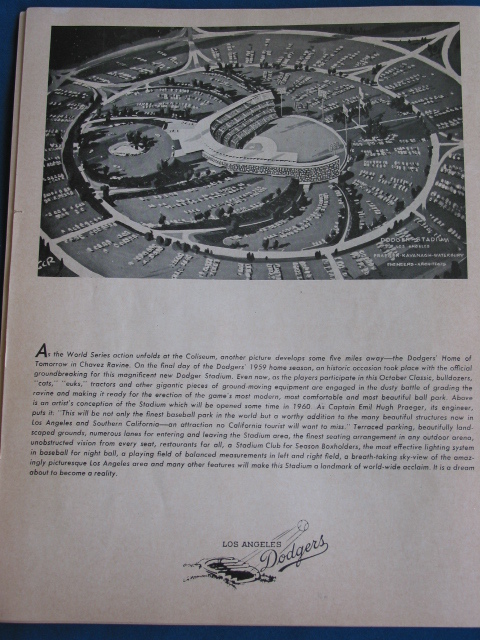 DODGER STADIUM
LOS ANGELES
PRAEGER-KAVANAGH-WATERBURY
ENGINEERS-ARCHITECTS
As the World Series action unfolds at the Coliseum, another picture develops some five miles away—the Dodgers' Home of
Tomorrow in Chavez Ravine. On the final day of the Dodgers' 1959 home season, an historic occasion took place with the official
groundbreaking for this magnificent new Dodger Stadium. Even now, as the players participate in this October Classic, bulldozers,
"cats," "euks," tractors and other gigantic pieces of ground-moving equipment are engaged in the dusty battle of grading the
ravine and making it ready for the erection of the game's most modern, most comfortable and most beautiful ball park. Above
is an artist's conception of the Stadium which will be opened some time in 1960. As Captain Emil Hugh Praeger, its engineer,
puts it: "This will be not only the finest baseball park in the world but a worthy addition to the many beautiful structures now in
Los Angeles and Southern California—an attraction no California tourist will want to miss." Terraced parking, beautifully land-
scaped grounds, numerous lanes for entering and leaving the Stadium area, the finest seating arrangement in any outdoor arena,
unobstructed vision from every seat, restaurants for all, a Stadium Club for Season Boxholders, the most effective lighting system
in baseball for night ball, a playing field of balanced measurements in left and right field, a breath-taking sky-view of the amaz-
ingly picturesque Los Angeles area and many other features will make this Stadium a landmark of world-wide acclaim. It is a dream
about to become a reality.
LOS ANGELES
Dodgers